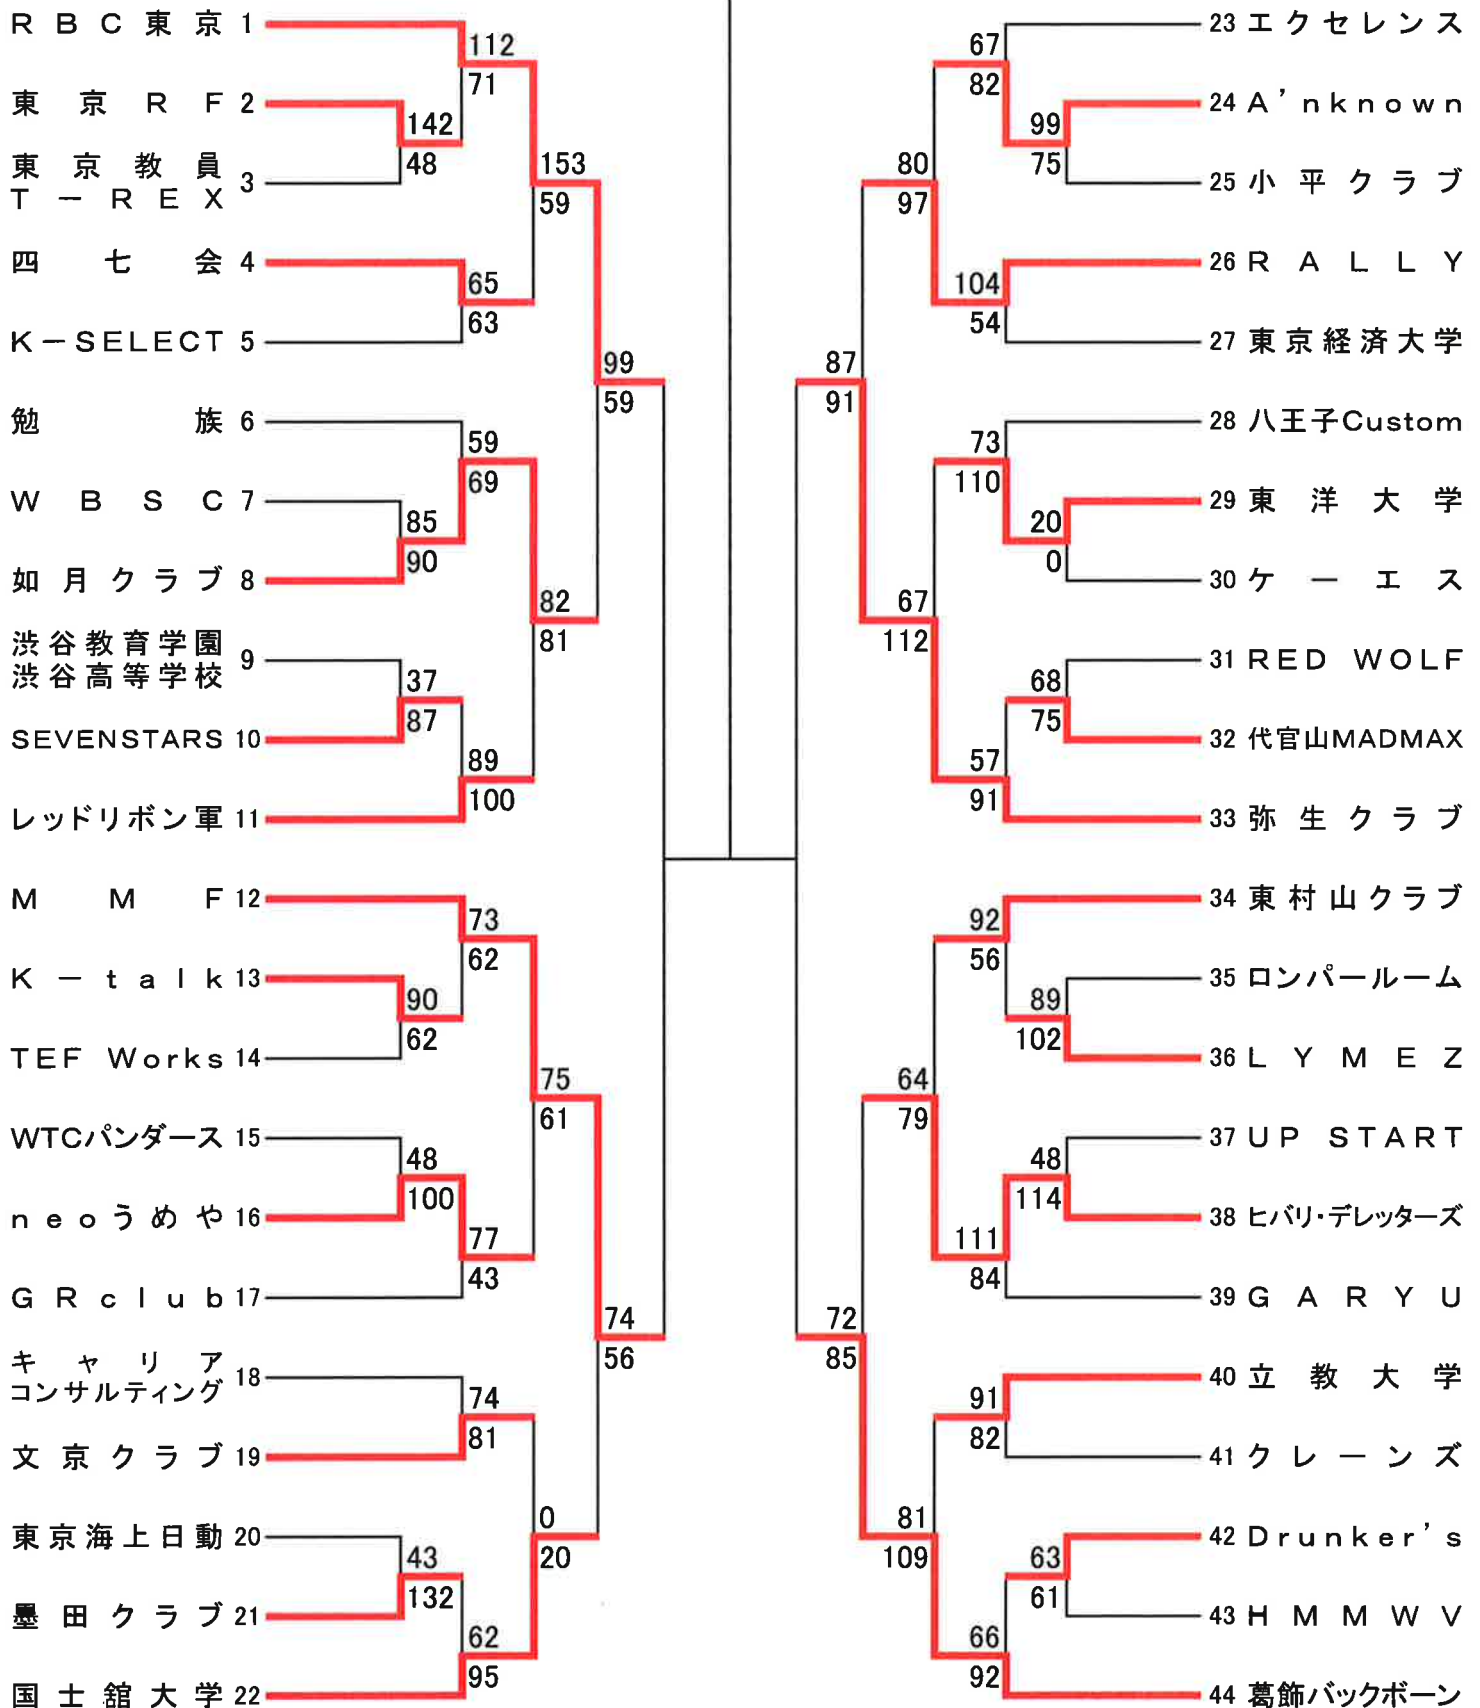 RBC東京 1
112
71
東京RF 2
142
48
東京教員
T－REX 3
153
59
四七会 4
65
63
K－SELECT 5
99
59
勉族 6
59
69
WBSC 7
85
90
如月クラブ 8
82
81
渋谷教育学園
渋谷高等学校 9
37
87
SEVENSTARS 10
89
100
レッドリボン軍 11
MMF 12
73
62
K－talk 13
90
62
TEF Works 14
75
61
WTCパンダース 15
48
100
neoうめや 16
77
43
GRclub 17
74
56
キャリア
コンサルティング 18
74
81
文京クラブ 19
0
20
東京海上日動 20
43
132
墨田クラブ 21
62
95
国士舘大学 22
23 エクセレンス
67
82
24 A'nknown
99
75
25 小平クラブ
80
97
26 RALLY
104
54
27 東京経済大学
87
91
28 八王子Custom
73
110
29 東洋大学
20
0
30 ケーエス
67
112
31 RED WOLF
68
75
32 代官山MADMAX
57
91
33 弥生クラブ
34 東村山クラブ
92
56
35 ロンパールーム
89
102
36 LYMEZ
64
79
37 UP START
48
114
38 ヒバリ・デレッターズ
111
84
39 GARYU
72
85
40 立教大学
91
82
41 クレーンズ
81
109
42 Drunker's
63
61
43 HMMWV
66
92
44 葛飾バックボーン